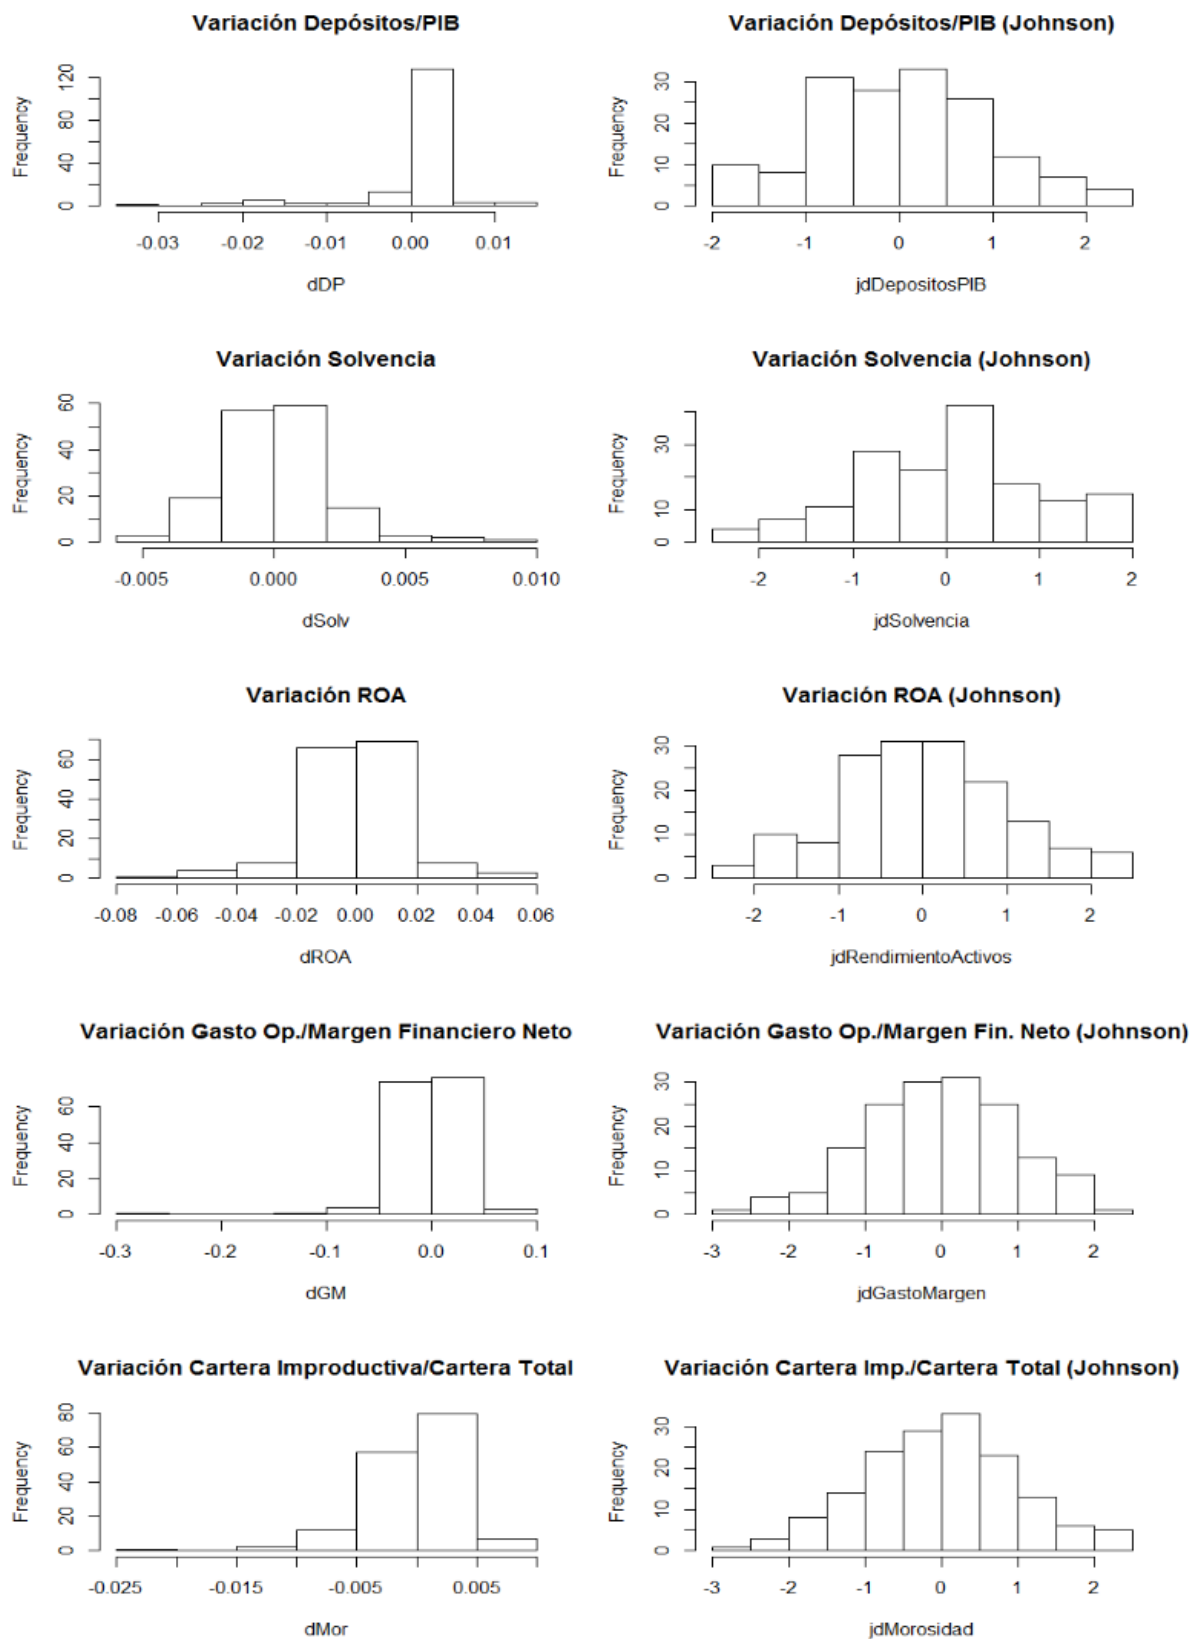 Variación Depósitos/PIB
Frequency
0 40 80 120
-0.03 -0.02 -0.01 0.00 0.01
dDP
Variación Depósitos/PIB (Johnson)
Frequency
0 10 20 30
-2 -1 0 1 2
jdDepositosPIB
Variación Solvencia
Frequency
0 20 40 60
-0.005 0.000 0.005 0.010
dSolv
Variación Solvencia (Johnson)
Frequency
0 10 30
-2 -1 0 1 2
jdSolvencia
Variación ROA
Frequency
0 20 40 60
-0.08 -0.06 -0.04 -0.02 0.00 0.02 0.04 0.06
dROA
Variación ROA (Johnson)
Frequency
0 10 20 30
-2 -1 0 1 2
jdRendimientoActivos
Variación Gasto Op./Margen Financiero Neto
Frequency
0 20 40 60
-0.3 -0.2 -0.1 0.0 0.1
dGM
Variación Gasto Op./Margen Fin. Neto (Johnson)
Frequency
0 10 20 30
-3 -2 -1 0 1 2
jdGastoMargen
Variación Cartera Improductiva/Cartera Total
Frequency
0 20 40 60 80
-0.025 -0.015 -0.005 0.005
dMor
Variación Cartera Imp./Cartera Total (Johnson)
Frequency
0 10 20 30
-3 -2 -1 0 1 2
jdMorosidad